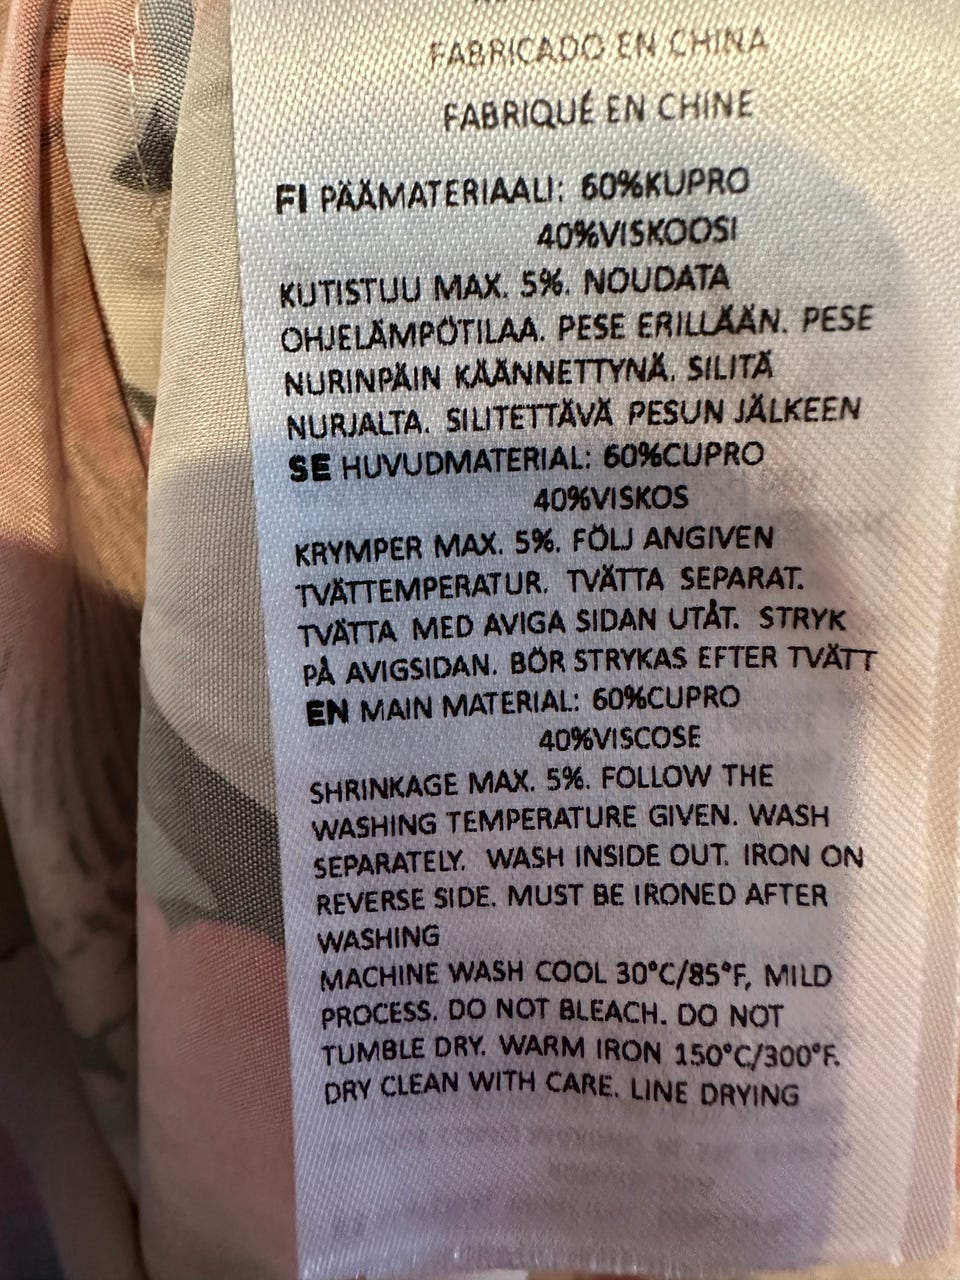 FABRICADO EN CHINA
FABRIQUÉ EN CHINE
FI PÄÄMATERIAALI: 60%KUPRO
40%VISKOOSI
KUTISTUU MAX. 5%. NOUDATA
OHJELÄMPÖTILAA. PESE ERILLÄÄN. PESE
NURINPÄIN KÄÄNNETTYNÄ. SILITÄ
NURJALTA. SILITETTÄVÄ PESUN JÄLKEEN
SE HUVUDMATERIAL: 60%CUPRO
40%VISKOS
KRYMPER MAX. 5%. FÖLJ ANGIVEN
TVÄTTEMPERATUR. TVÄTTA SEPARAT.
TVÄTTA MED AVIGA SIDAN UTÅT. STRYK
PÅ AVIGSIDAN. BÖR STRYKAS EFTER TVÄTT
EN MAIN MATERIAL: 60%CUPRO
40%VISCOSE
SHRINKAGE MAX. 5%. FOLLOW THE
WASHING TEMPERATURE GIVEN. WASH
SEPARATELY. WASH INSIDE OUT. IRON ON
REVERSE SIDE. MUST BE IRONED AFTER
WASHING
MACHINE WASH COOL 30°C/85°F, MILD
PROCESS. DO NOT BLEACH. DO NOT
TUMBLE DRY. WARM IRON 150°C/300°F.
DRY CLEAN WITH CARE. LINE DRYING